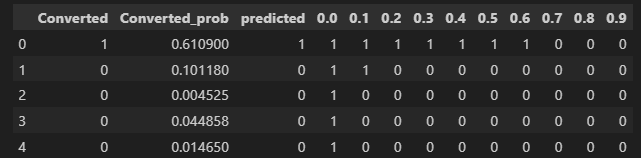 Converted Converted_prob predicted 0.0 0.1 0.2 0.3 0.4 0.5 0.6 0.7 0.8 0.9
0 1 0.610900 1 1 1 1 1 1 1 1 0 0 0
1 0 0.101180 0 1 1 0 0 0 0 0 0 0 0
2 0 0.004525 0 1 0 0 0 0 0 0 0 0 0
3 0 0.044858 0 1 0 0 0 0 0 0 0 0 0
4 0 0.014650 0 1 0 0 0 0 0 0 0 0 0